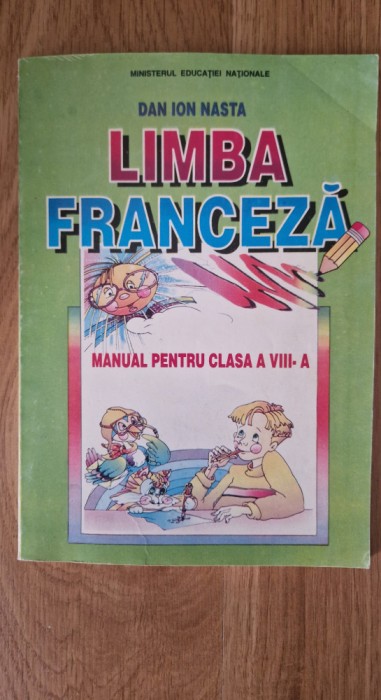 MINISTERUL EDUCAȚIEI NAȚIONALE
DAN ION NASTA
LIMBA
FRANCEZĂ
MANUAL PENTRU CLASA A VIII- A